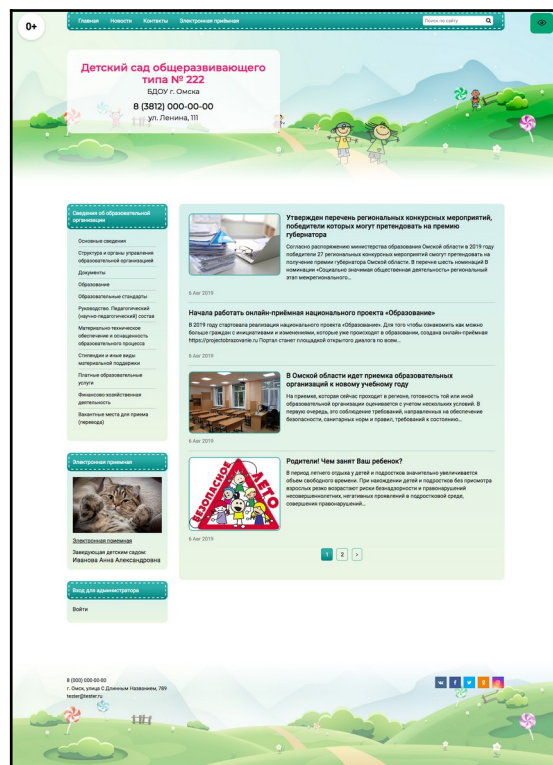 0+
Главная Новости Контакты Электронная приёмная
Поиск по сайту
Детский сад общеразвивающего
типа № 222
БДОУ г. Омска
8 (3812) 000-00-00
ул. Ленина, 111
Сведения об образовательной
организации
Основные сведения
Структура и органы управления
образовательной организацией
Документы
Образование
Образовательные стандарты
Руководство. Педагогический
(научно-педагогический) состав
Материально-техническое
обеспечение и оснащенность
образовательного процесса
Стипендии и иные виды
материальной поддержки
Платные образовательные
услуги
Финансово-хозяйственная
деятельность
Вакантные места для приема
(перевода)
Электронная приемная
Электронная приемная
Заведующая детским садом:
Иванова Анна Александровна
Вход для администратора
Войти
Утвержден перечень региональных конкурсных мероприятий,
победители которых могут претендовать на премию
губернатора
Согласно распоряжению министерства образования Омской области в 2019 году
победители 27 региональных конкурсных мероприятий смогут претендовать на
получение премии губернатора Омской области. В перечне шесть номинаций В
номинации «Социально значимая общественная деятельность» региональный
этап межрегионального...
6 Авг 2019
Начала работать онлайн-приёмная национального проекта «Образование»
В 2019 году стартовала реализация национального проекта «Образование». Для того чтобы ознакомить как можно
больше граждан с инициативами и изменениями, которые уже происходят в образовании, создана онлайн-приёмная
https://projectobrazovanie.ru Портал станет площадкой открытого диалога по всем...
6 Авг 2019
В Омской области идет приемка образовательных
организаций к новому учебному году
На приемке, которая сейчас проходит в регионе, готовность той или иной
образовательной организации оценивается с учетом нескольких условий. В
первую очередь, это соблюдение требований, направленных на обеспечение
безопасности, санитарных норм и правил, требований к состоянию...
6 Авг 2019
БЕЗОПАСНОЕ ЛЕТО
Родители! Чем занят Ваш ребенок?
В период летнего отдыха у детей и подростков значительно увеличивается
объем свободного времени. При нахождении детей и подростков без присмотра
взрослых резко возрастают риски безнадзорности и правонарушений
несовершеннолетних, негативных проявлений в подростковой среде,
совершения правонарушений...
6 Авг 2019
1 2 ›
8 (000) 000-00-00
г. Омск, улица С Длинным Названием, 789
tester@tester.ru